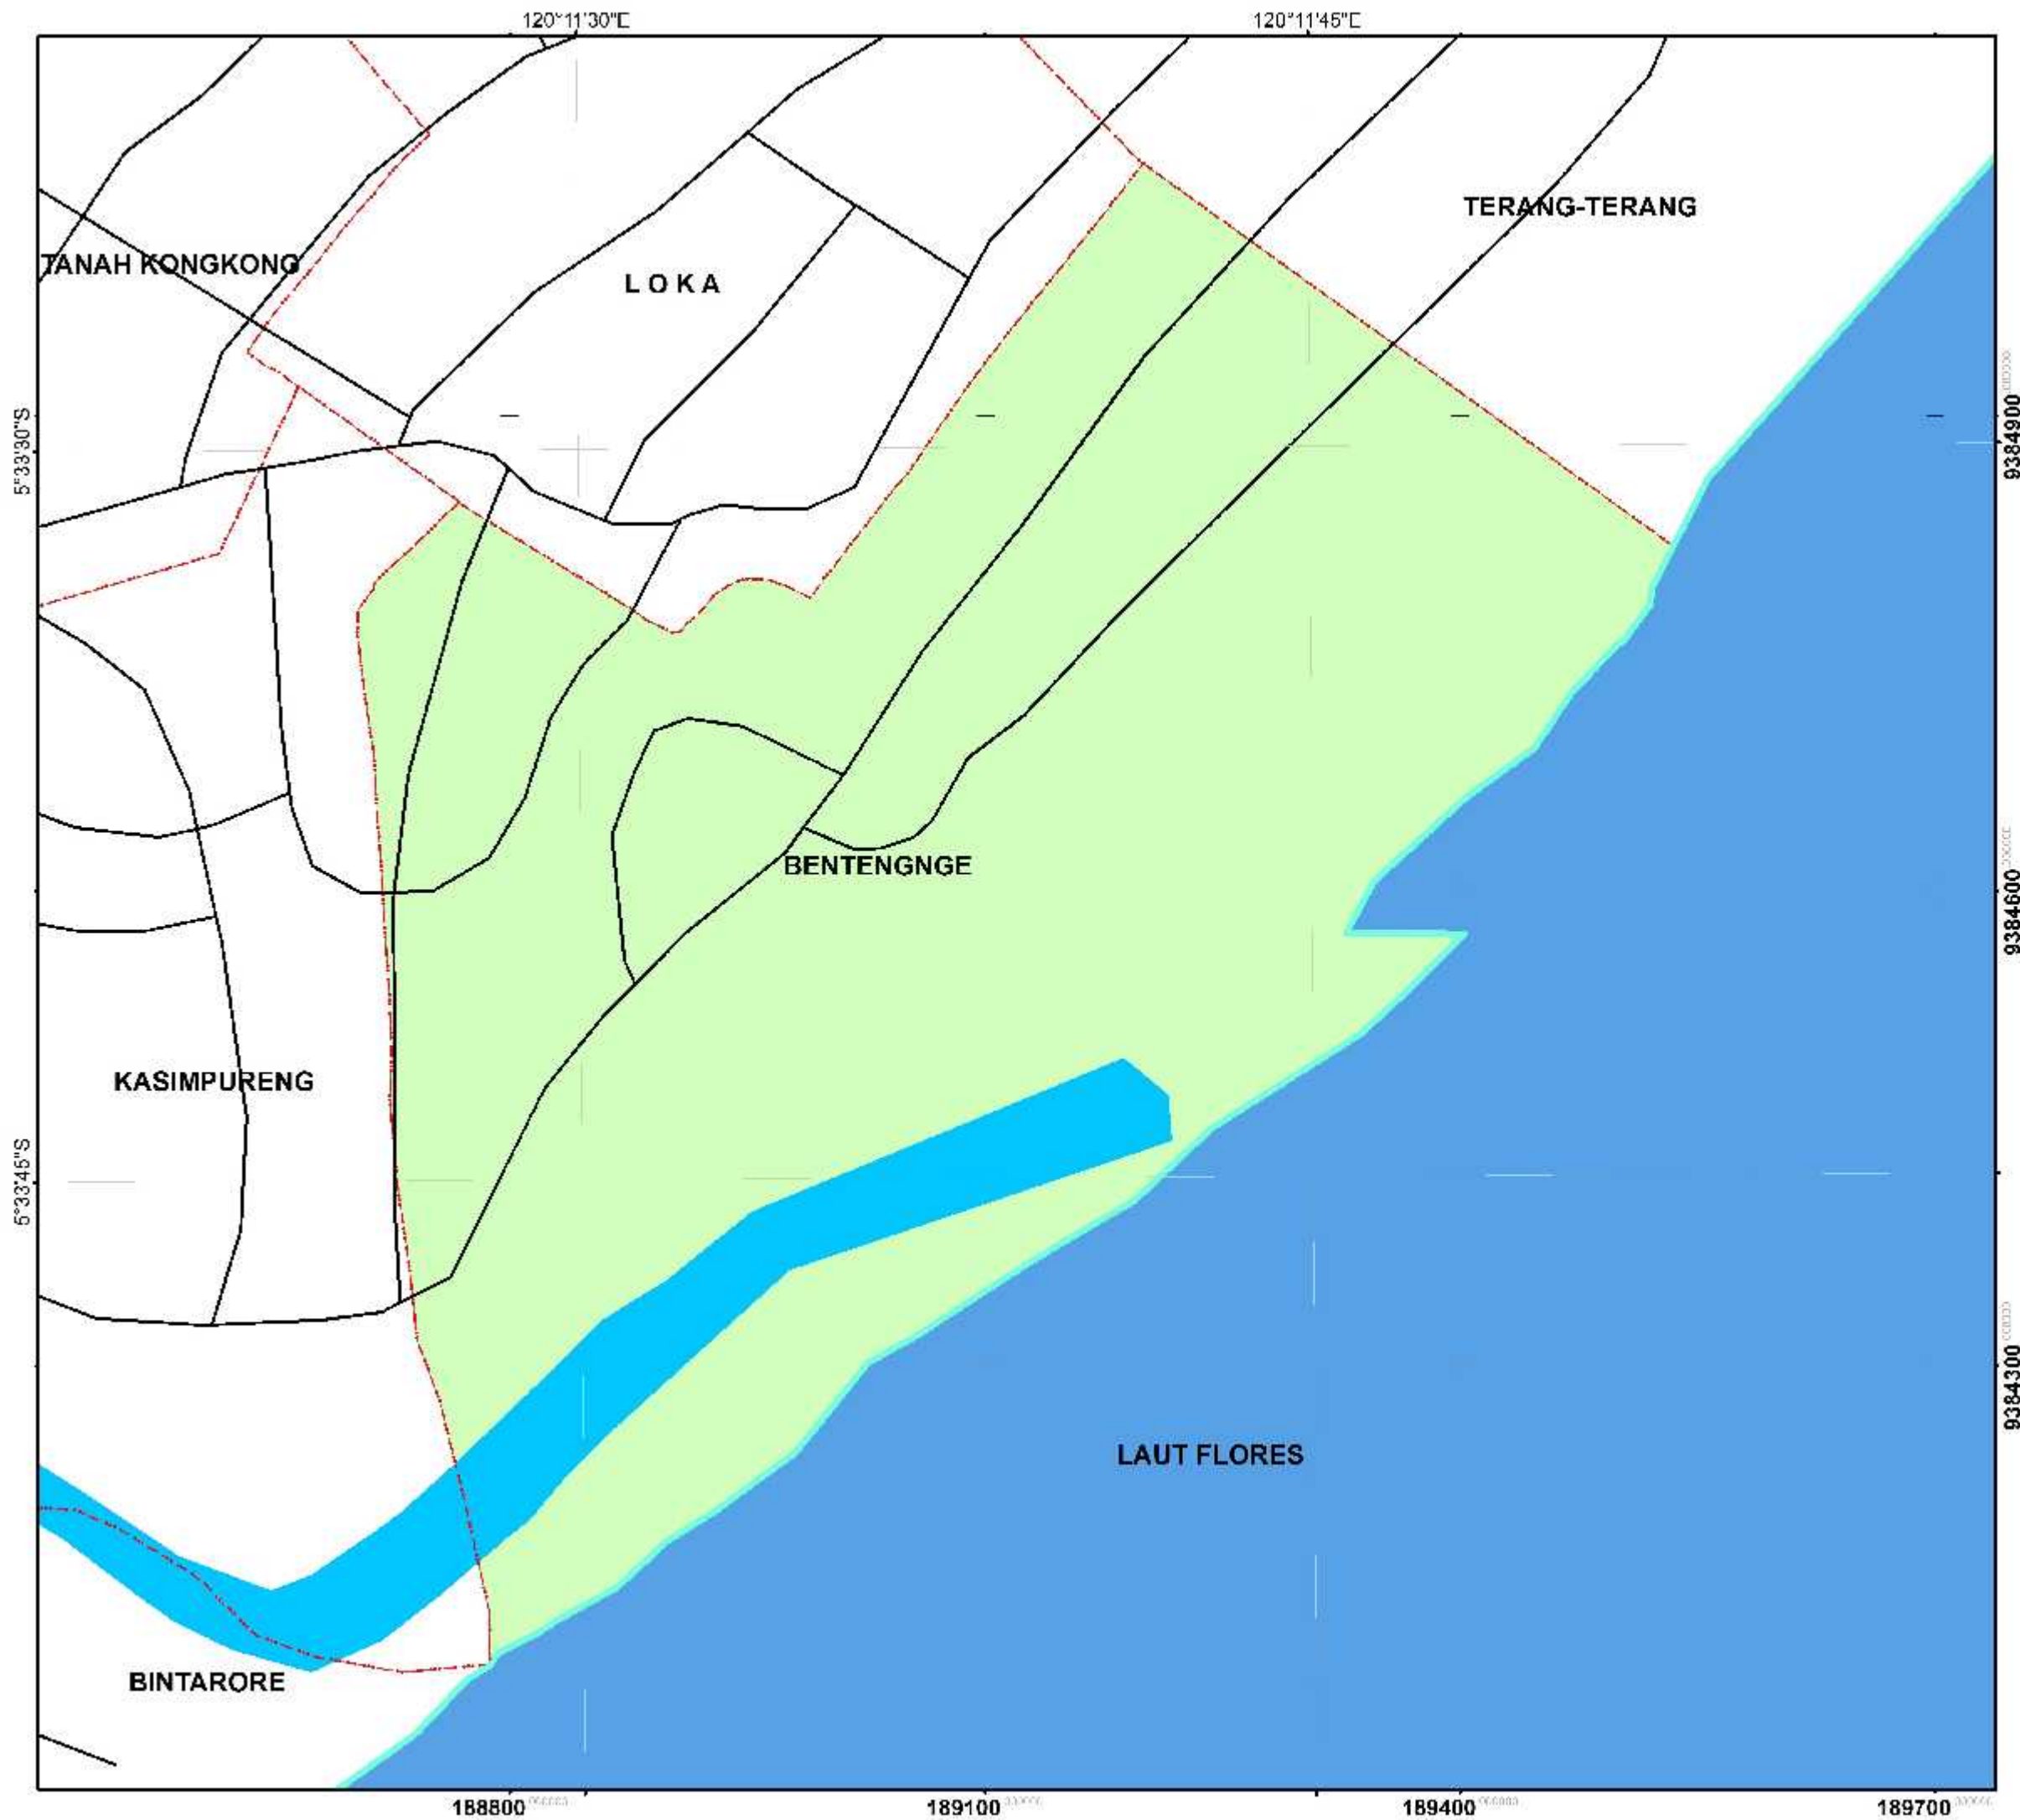 120°11'30"E
120°11'45"E
TERANG-TERANG
TANAH KONGKONG
LOKA
5°33'30"S
9384900
BENTENGNGE
9384600
KASIMPURENG
5°33'45"S
9384300
LAUT FLORES
BINTARORE
188800
189100
189400
189700